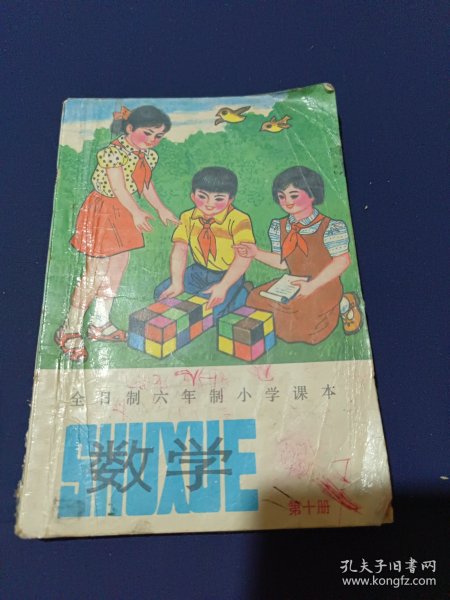 全日制六年制小学课本
SHUXUE
数学
第十册
孔夫子旧书网
www.kongfz.com